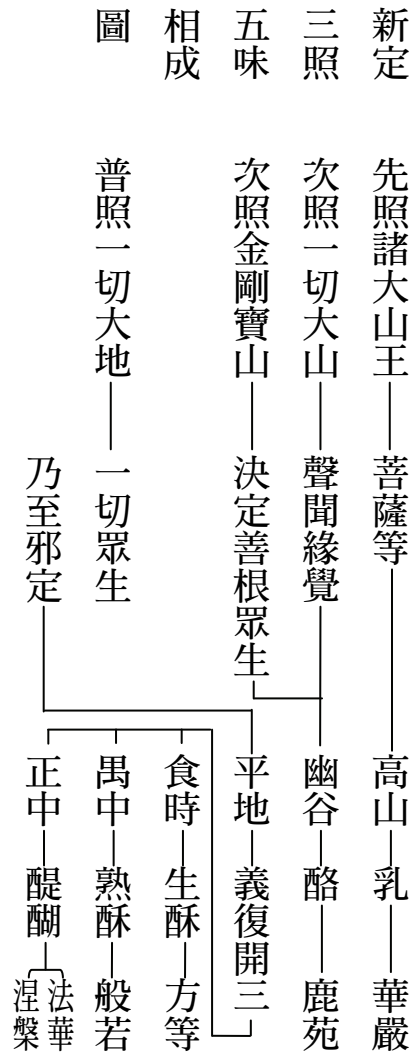 新定　先照諸大山王　菩薩等　高山　乳　華嚴
三照　次照一切大山　聲聞緣覺　幽谷　酪　鹿苑
五味　次照金剛寶山　決定善根眾生　平地　義復開三
相成　食時　生酥　方等
圖　普照一切大地　一切眾生　禺中　熟酥　般若
乃至邪定　正中　醍醐　法華
涅槃